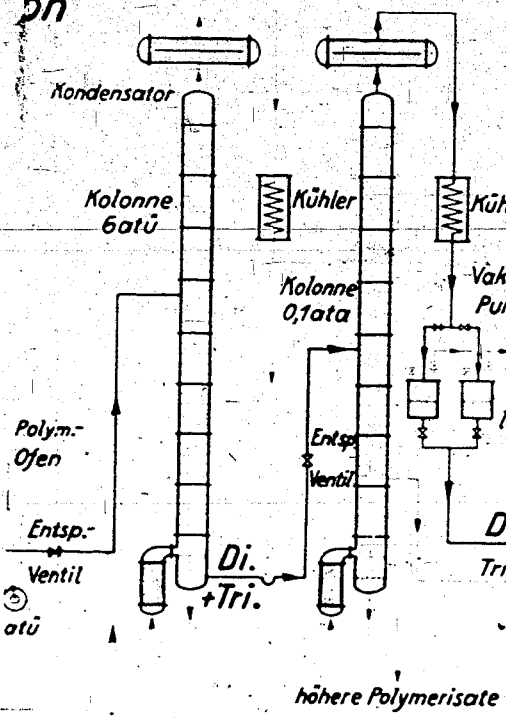 on
Kondensator
Kolonne
6atü
Kühler
Küh
Kolonne
0,1ata
Vak
Pu
Polym.-
Ofen
Entsp.
Ventil
Entsp.-
Ventil
Di.
+Tri.
D
Tri
atü
höhere Polymerisate